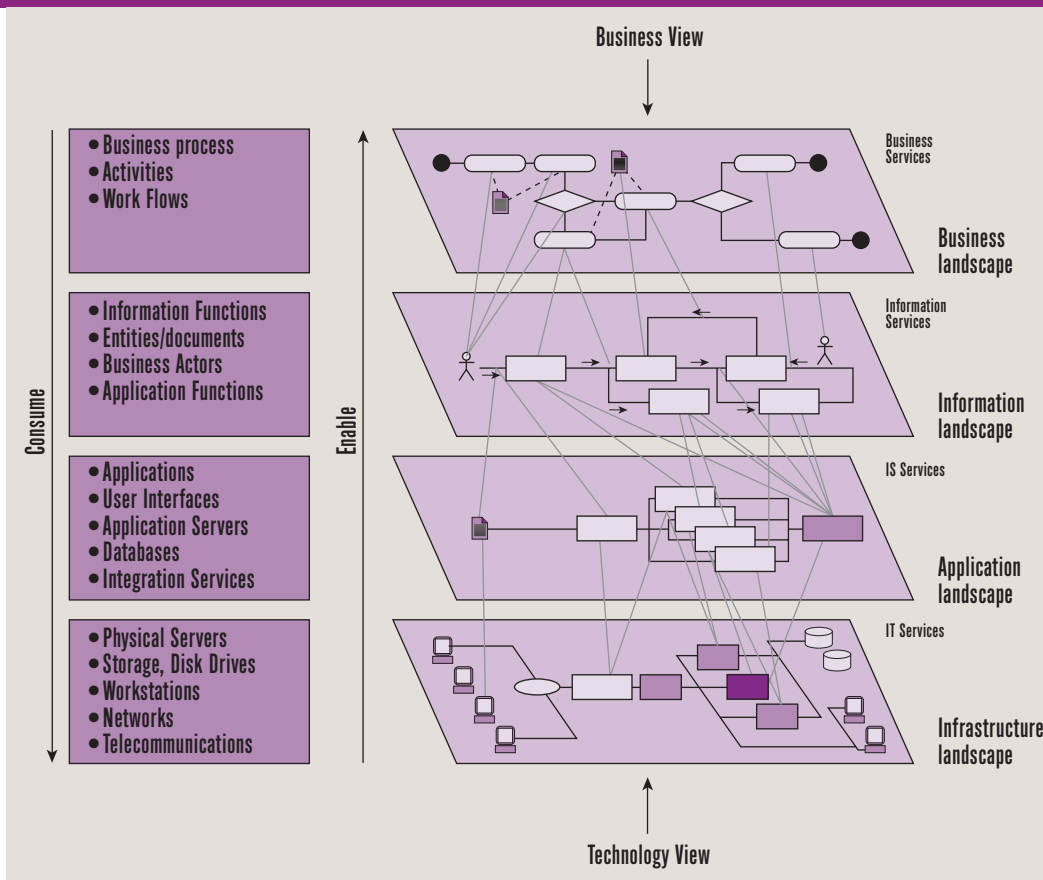 Business View
Consume
• Business process
• Activities
• Work Flows
• Information Functions
• Entities/documents
• Business Actors
• Application Functions
• Applications
• User Interfaces
• Application Servers
• Databases
• Integration Services
• Physical Servers
• Storage, Disk Drives
• Workstations
• Networks
• Telecommunications
Enable
Business
Services
Business
landscape
Information
Services
Information
landscape
IS Services
Application
landscape
IT Services
Infrastructure
landscape
Technology View